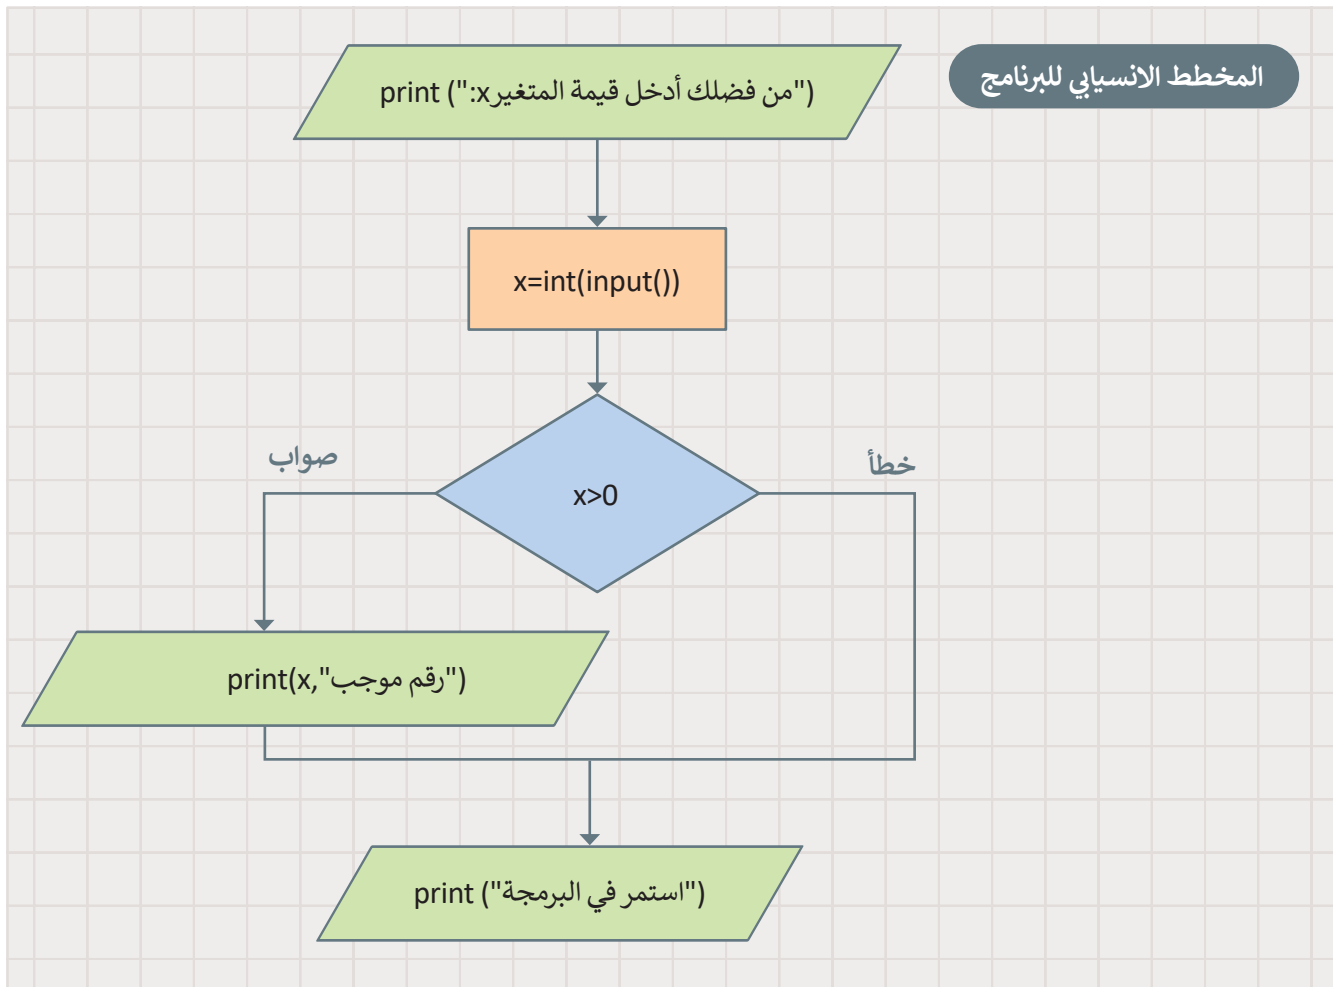 المخطط الانسيابي للبرنامج
print ("من فضلك أدخل قيمة المتغيرx:")
x=int(input())
x>0
صواب
خطأ
print(x,"رقم موجب")
print ("استمر في البرمجة")